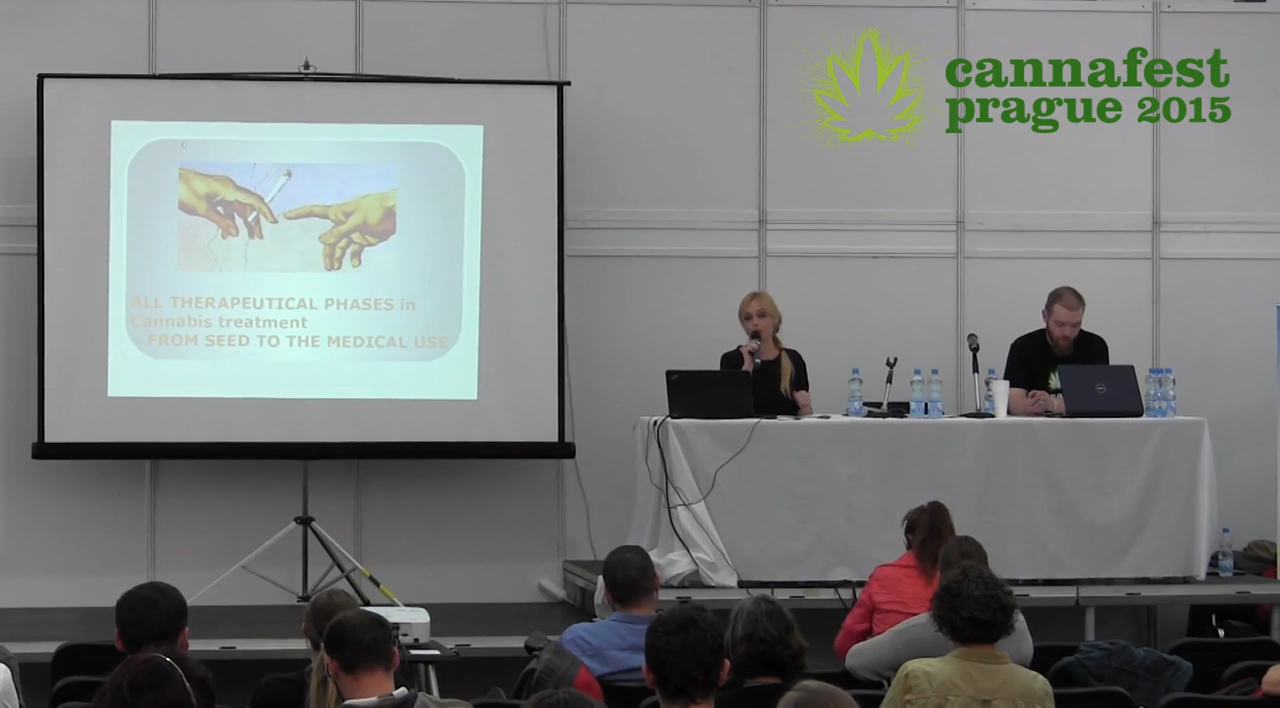 cannafest
prague 2015
ALL THERAPEUTICAL PHASES in
Cannabis treatment
– FROM SEED TO THE MEDICAL USE